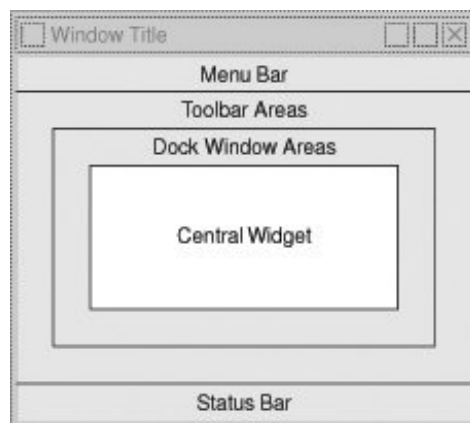 Window Title
Menu Bar
Toolbar Areas
Dock Window Areas
Central Widget
Status Bar